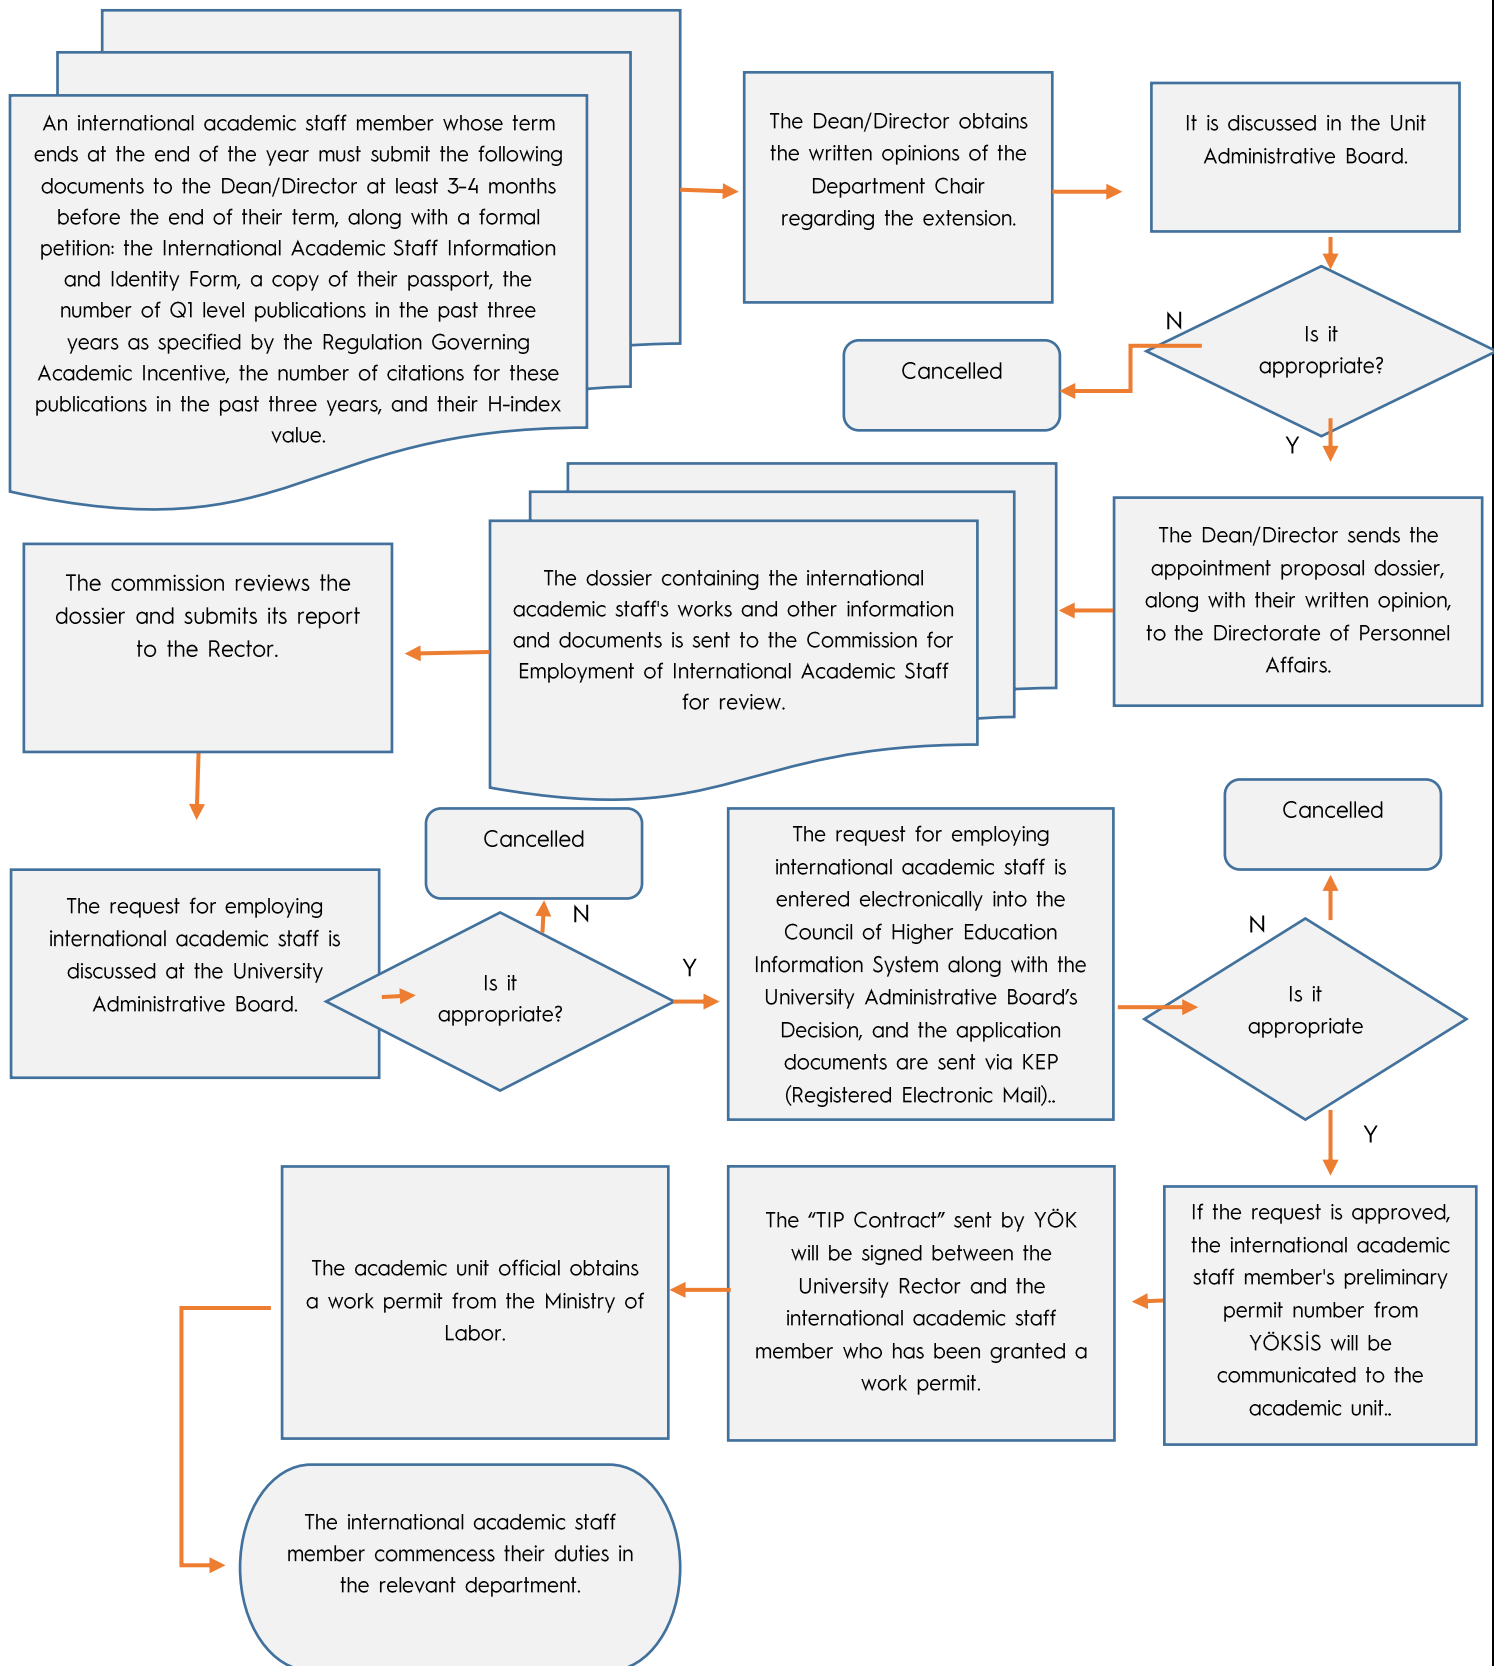 An international academic staff member whose term
ends at the end of the year must submit the following
documents to the Dean/Director at least 3-4 months
before the end of their term, along with a formal
petition: the International Academic Staff Information
and Identity Form, a copy of their passport, the
number of Q1 level publications in the past three
years as specified by the Regulation Governing
Academic Incentive, the number of citations for these
publications in the past three years, and their H-index
value.
The Dean/Director obtains
the written opinions of the
Department Chair
regarding the extension.
It is discussed in the Unit
Administrative Board.
Is it
appropriate?
N
Cancelled
Y
The Dean/Director sends the
appointment proposal dossier,
along with their written opinion,
to the Directorate of Personnel
Affairs.
The dossier containing the international
academic staff's works and other information
and documents is sent to the Commission for
Employment of International Academic Staff
for review.
The commission reviews the
dossier and submits its report
to the Rector.
The request for employing
international academic staff is
discussed at the University
Administrative Board.
Is it
appropriate?
N
Cancelled
Y
The request for employing
international academic staff is
entered electronically into the
Council of Higher Education
Information System along with the
University Administrative Board’s
Decision, and the application
documents are sent via KEP
(Registered Electronic Mail)..
Is it
appropriate
N
Cancelled
Y
If the request is approved,
the international academic
staff member's preliminary
permit number from
YÖKSİS will be
communicated to the
academic unit..
The “TIP Contract” sent by YÖK
will be signed between the
University Rector and the
international academic staff
member who has been granted a
work permit.
The academic unit official obtains
a work permit from the Ministry of
Labor.
The international academic staff
member commencess their duties in
the relevant department.